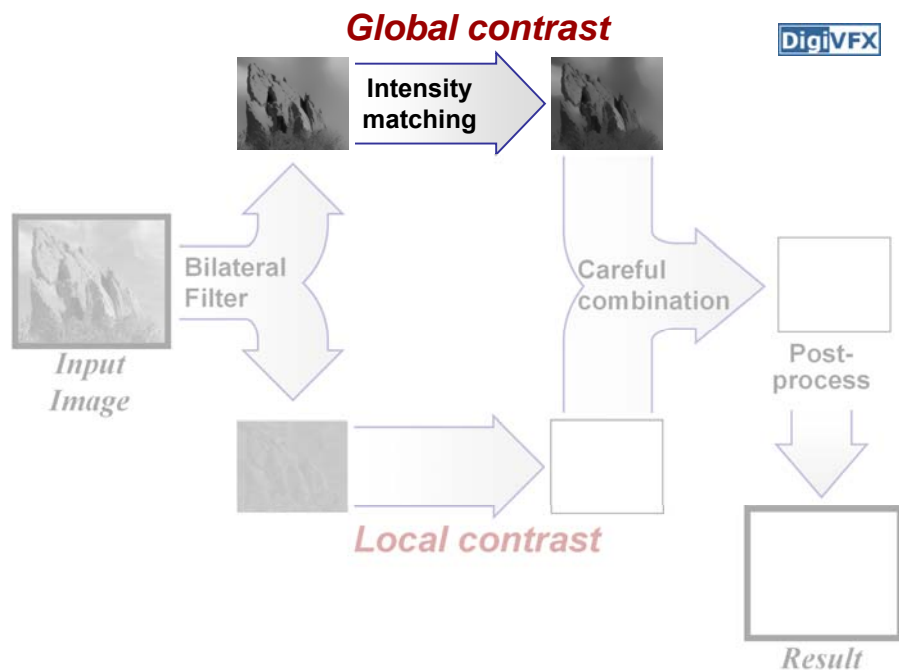 Global contrast
DigiVFX
Intensity
matching
Bilateral
Filter
Careful
combination
Input
Image
Post-
process
Local contrast
Result